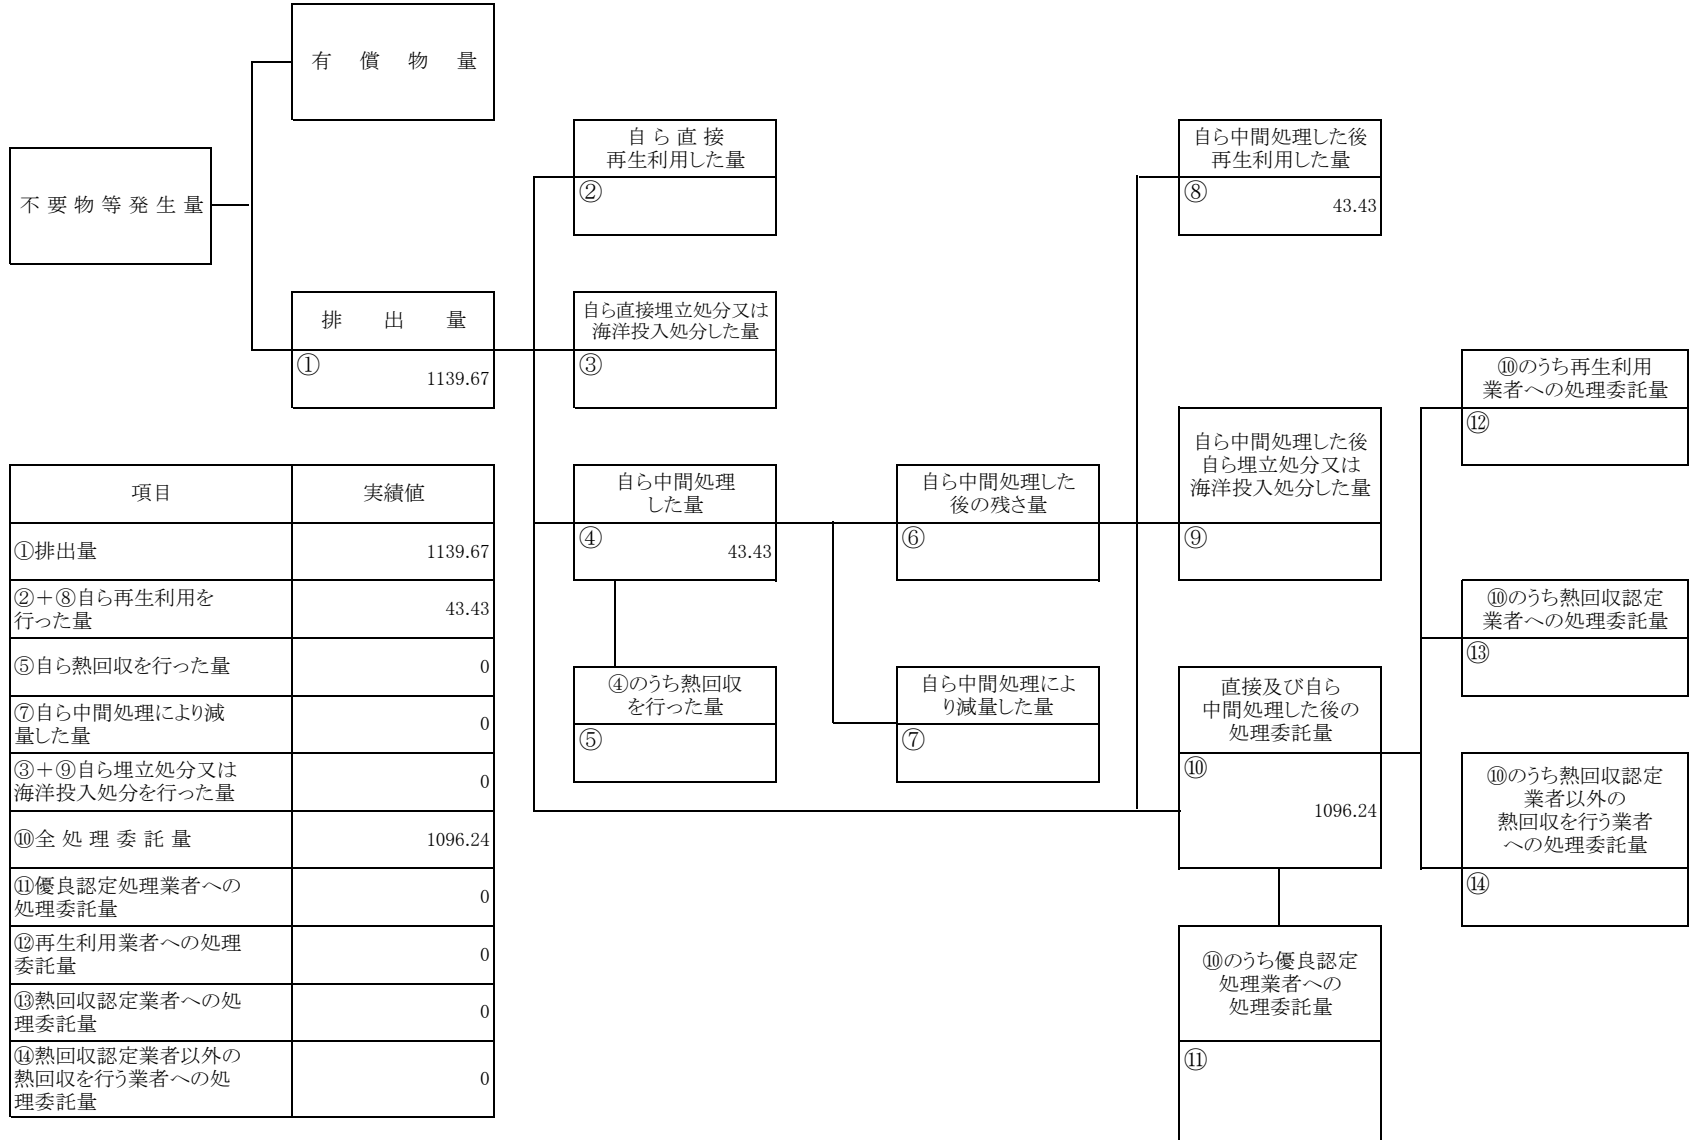 有償物量
不要物等発生量
排出量
①
1139.67
自ら直接
再生利用した量
②
自ら直接埋立処分又は
海洋投入処分した量
③
自ら中間処理
した量
④
43.43
④のうち熱回収
を行った量
⑤
自ら中間処理した
後の残さ量
⑥
自ら中間処理によ
り減量した量
⑦
自ら中間処理した後
再生利用した量
⑧
43.43
自ら中間処理した後
自ら埋立処分又は
海洋投入処分した量
⑨
直接及び自ら
中間処理した後の
処理委託量
⑩
1096.24
⑩のうち優良認定
処理業者への
処理委託量
⑪
⑩のうち再生利用
業者への処理委託量
⑫
⑩のうち熱回収認定
業者への処理委託量
⑬
⑩のうち熱回収認定
業者以外の
熱回収を行う業者
への処理委託量
⑭
項目 実績値
①排出量 1139.67
②＋⑧自ら再生利用を
行った量
43.43
⑤自ら熱回収を行った量 0
⑦自ら中間処理により減
量した量
0
③＋⑨自ら埋立処分又は
海洋投入処分を行った量
0
⑩全処理委託量 1096.24
⑪優良認定処理業者への
処理委託量
0
⑫再生利用業者への処理
委託量
0
⑬熱回収認定業者への処
理委託量
0
⑭熱回収認定業者以外の
熱回収を行う業者への処
理委託量
0